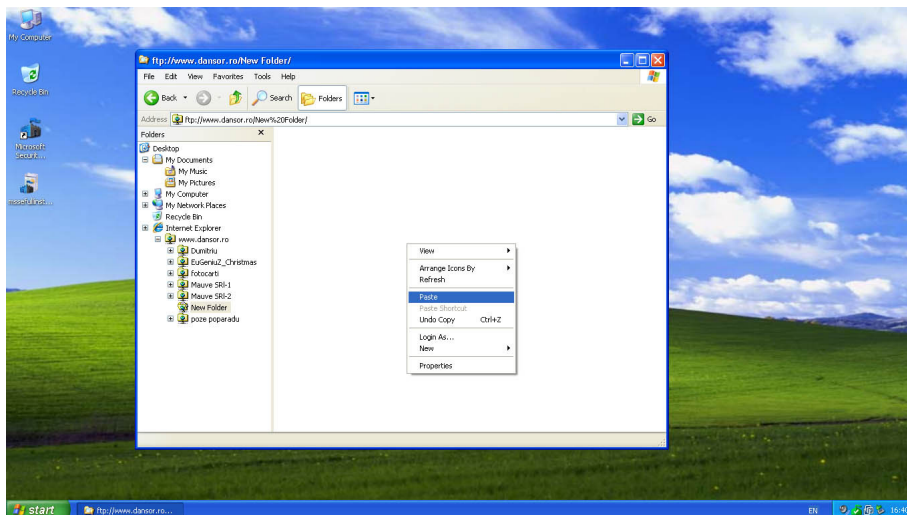 My Computer
Recycle Bin
Microsoft
Securit...
ftp://www.dansor.ro/New Folder/
File Edit View Favorites Tools Help
Back Search Folders
Address ftp://www.dansor.ro/New%20Folder/ Go
Folders x
Desktop
My Documents
My Music
My Pictures
My Computer
My Network Places
Recycle Bin
Internet Explorer
www.dansor.ro
Dumitriu
EuGeniuZ_Christmas
fotocarti
Mauve SRl-1
Mauve SRl-2
New Folder
poze poparadu
View
Arrange Icons By
Refresh
Paste
Paste Shortcut
Undo Copy Ctrl+Z
Login As...
New
Properties
start ftp://www.dansor.ro... EN 16:40